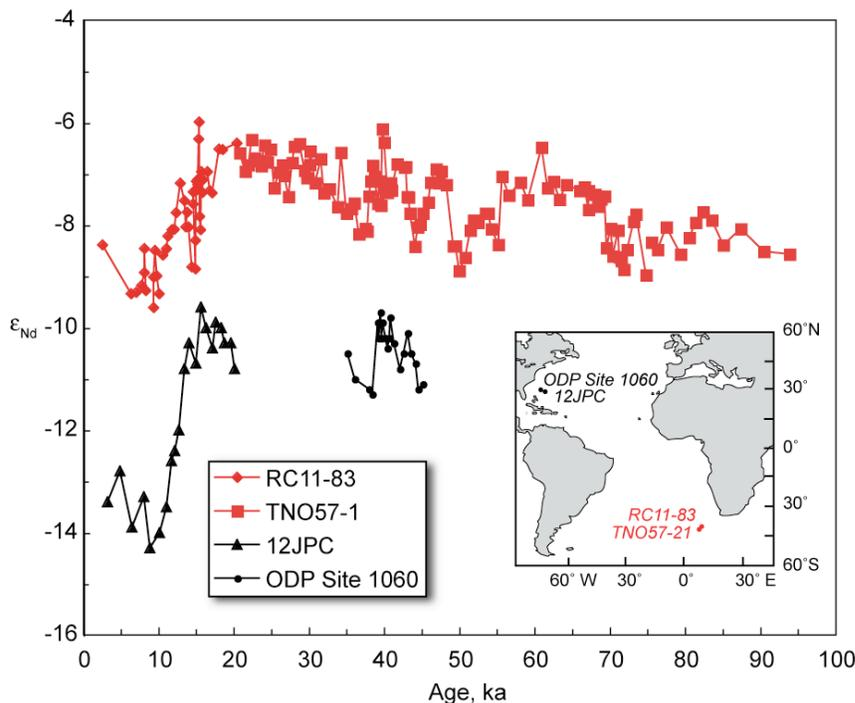 -4
-6
-8
-10
-12
-14
-16
εNd
0
10
20
30
40
50
60
70
80
90
100
Age, ka
RC11-83
TNO57-1
12JPC
ODP Site 1060
ODP Site 1060
12JPC
RC11-83
TNO57-21
60˚N
30˚
0˚
30˚
60˚S
60˚ W
30˚
0˚
30˚ E